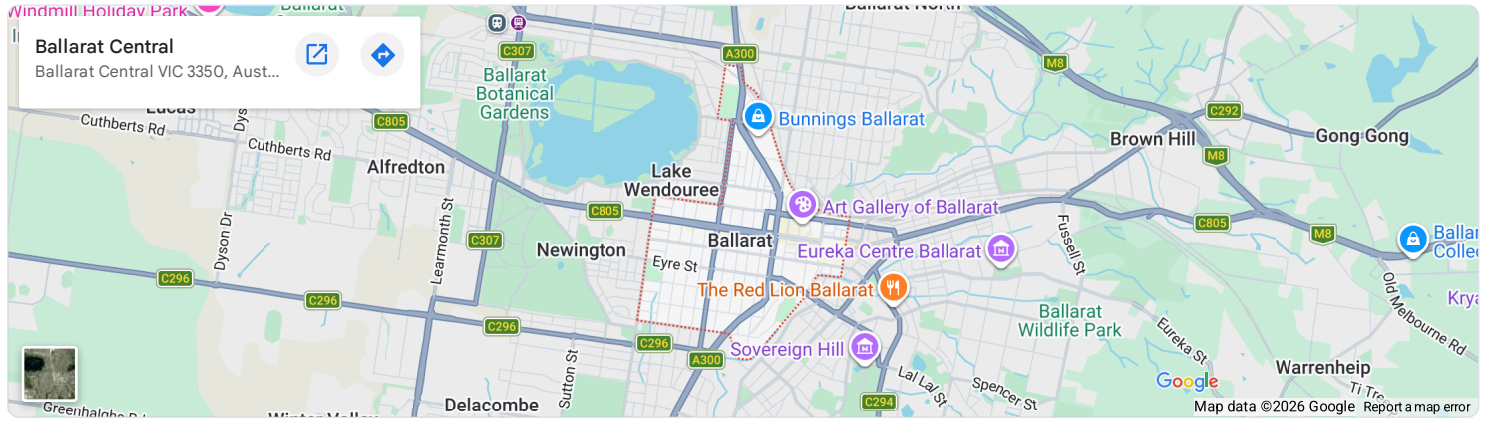 Windmill Holiday Park
Ballarat
Ballarat North
Ballarat Central
Ballarat Central VIC 3350, Aust...
C307
A300
M8
Ballarat
Botanical
Gardens
Lucas
Cuthberts Rd
C805
Bunnings Ballarat
C292
Brown Hill
Gong Gong
Cuthberts Rd
Alfredton
M8
Lake
Wendouree
C805
Art Gallery of Ballarat
C805
M8
Dyson Dr
Learmonth St
C307
Newington
Ballarat
Eureka Centre Ballarat
Fussell St
Eyre St
C296
C296
C296
The Red Lion Ballarat
Ballarat
Wildlife Park
Old Melbourne Rd
C296
A300
Sovereign Hill
Eureka St
Warrenheip
Sutton St
Lal Lal St
Spencer St
Google
Delacombe
C294
Map data ©2026 Google
Report a map error